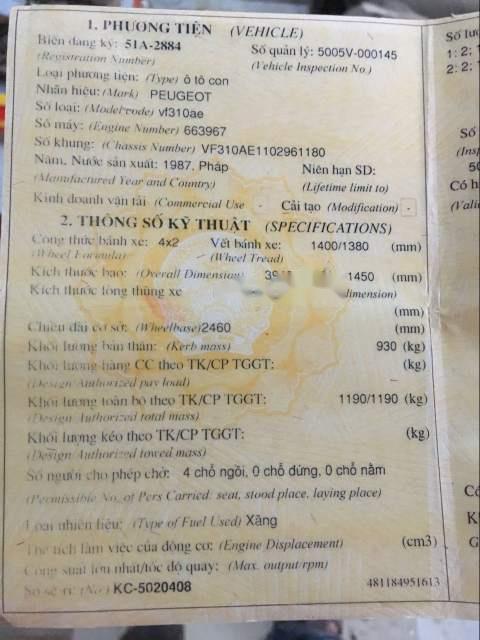 1. PHƯƠNG TIỆN (VEHICLE)
Biển đăng ký: 51A-2884 Số quản lý: 5005V-000145
(Registration Number) (Vehicle Inspection No.)
Loại phương tiện: (Type) ô tô con
Nhãn hiệu: (Mark) PEUGEOT
Số loại: (Model code) vf310ae
Số máy: (Engine Number) 663967
Số khung: (Chassis Number) VF310AE1102961180
Năm, Nước sản xuất: 1987, Pháp Niên hạn SD:
(Manufactured Year and Country) (Lifetime limit to)
Kinh doanh vận tải (Commercial Use - Cải tạo (Modification) -
2. THÔNG SỐ KỸ THUẬT (SPECIFICATIONS)
Công thức bánh xe: 4x2 Vết bánh xe: 1400/1380 (mm)
(Wheel Formula) (Wheel Tread)
Kích thước bao: (Overall Dimension) 1450 (mm)
Kích thước lòng thùng xe dimension)
(mm)
Chiều dài cơ sở: (Wheelbase) 2460 (mm)
Khối lượng bản thân: (Kerb mass) 930 (kg)
Khối lượng hàng CC theo TK/CP TGGT: (kg)
(Design Authorized pay load)
Khối lượng toàn bộ theo TK/CP TGGT: 1190/1190 (kg)
(Design Authorized total mass)
Khối lượng kéo theo TK/CP TGGT: (kg)
(Design Authorized towed mass)
Số người cho phép chở: 4 chỗ ngồi, 0 chỗ đứng, 0 chỗ nằm
(Permissible No. of Pers Carried: seat, stood place, laying place)
Loại nhiên liệu: (Type of Fuel Used) Xăng
Thể tích làm việc của động cơ: (Engine Displacement) (cm3)
Công suất lớn nhất/tốc độ quay: (Max. output/rpm)
Số sê ri: (No.) KC-5020408 481184951613
Số
1: 2:
2: 2:
Số
(Insp
Có h
(Vali
Cơ
G